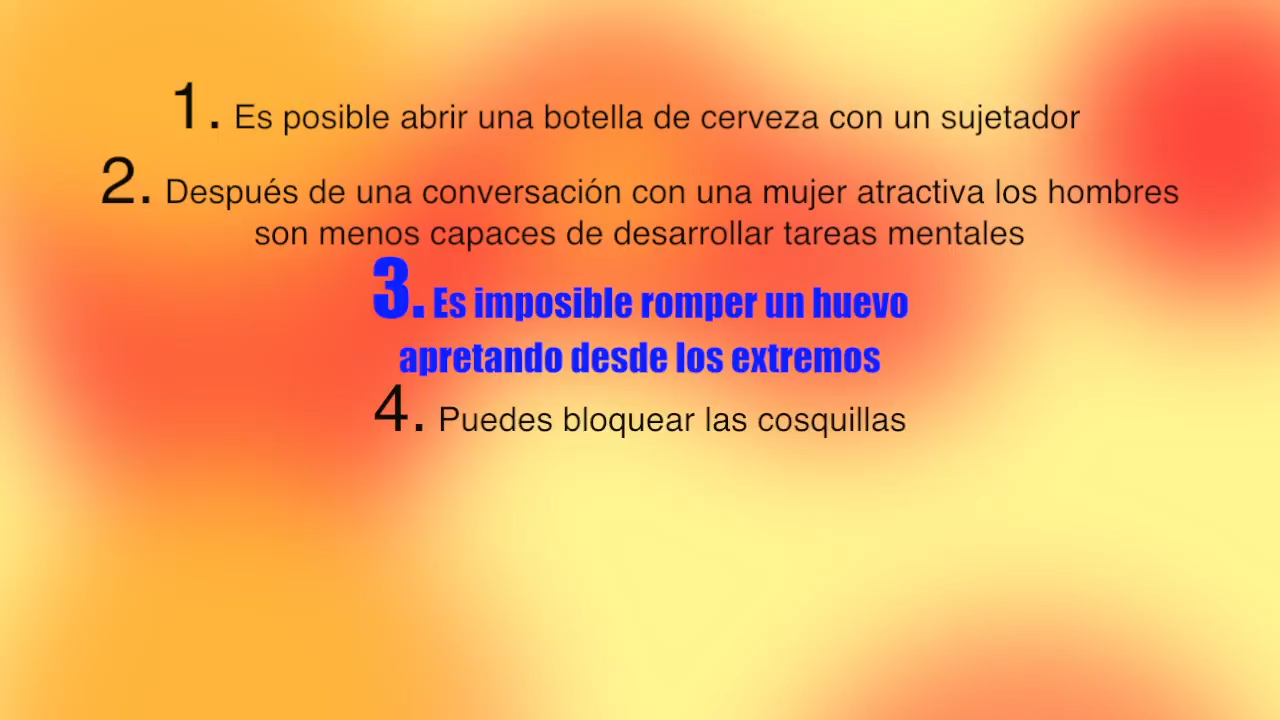 1. Es posible abrir una botella de cerveza con un sujetador
2. Después de una conversación con una mujer atractiva los hombres
son menos capaces de desarrollar tareas mentales
3. Es imposible romper un huevo
apretando desde los extremos
4. Puedes bloquear las cosquillas